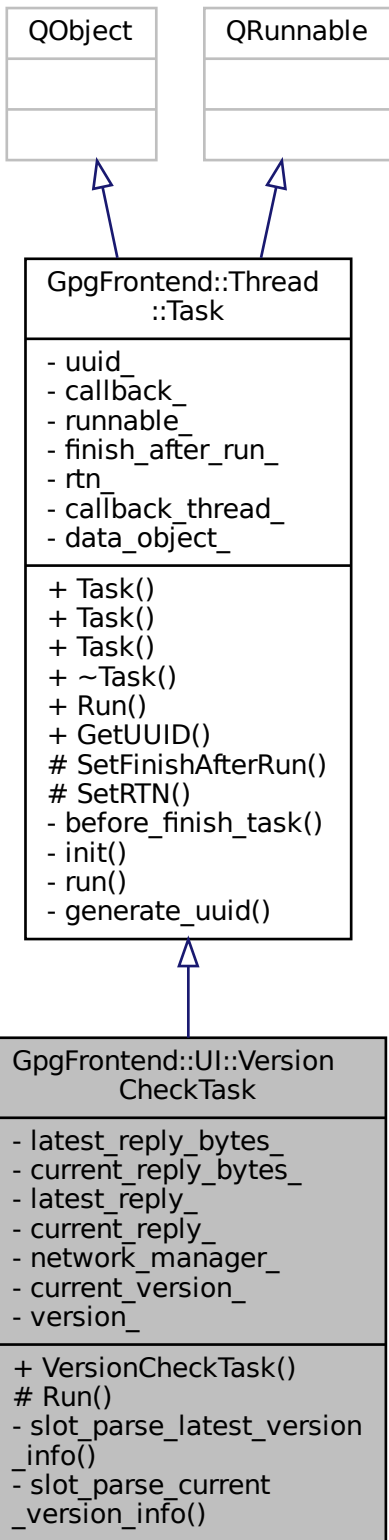 QObject
QRunnable
GpgFrontend::Thread
::Task
- uuid_
- callback_
- runnable_
- finish_after_run_
- rtn_
- callback_thread_
- data_object_
+ Task()
+ Task()
+ Task()
+ ~Task()
+ Run()
+ GetUUID()
# SetFinishAfterRun()
# SetRTN()
- before_finish_task()
- init()
- run()
- generate_uuid()
GpgFrontend::UI::Version
CheckTask
- latest_reply_bytes_
- current_reply_bytes_
- latest_reply_
- current_reply_
- network_manager_
- current_version_
- version_
+ VersionCheckTask()
# Run()
- slot_parse_latest_version
_info()
- slot_parse_current
_version_info()